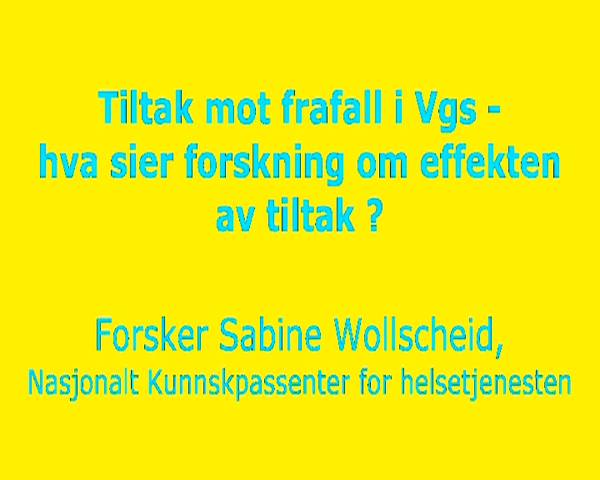 Tiltak mot frafall i Vgs -
hva sier forskning om effekten
av tiltak ?
Forsker Sabine Wollscheid,
Nasjonalt Kunnskpassenter for helsetjenesten